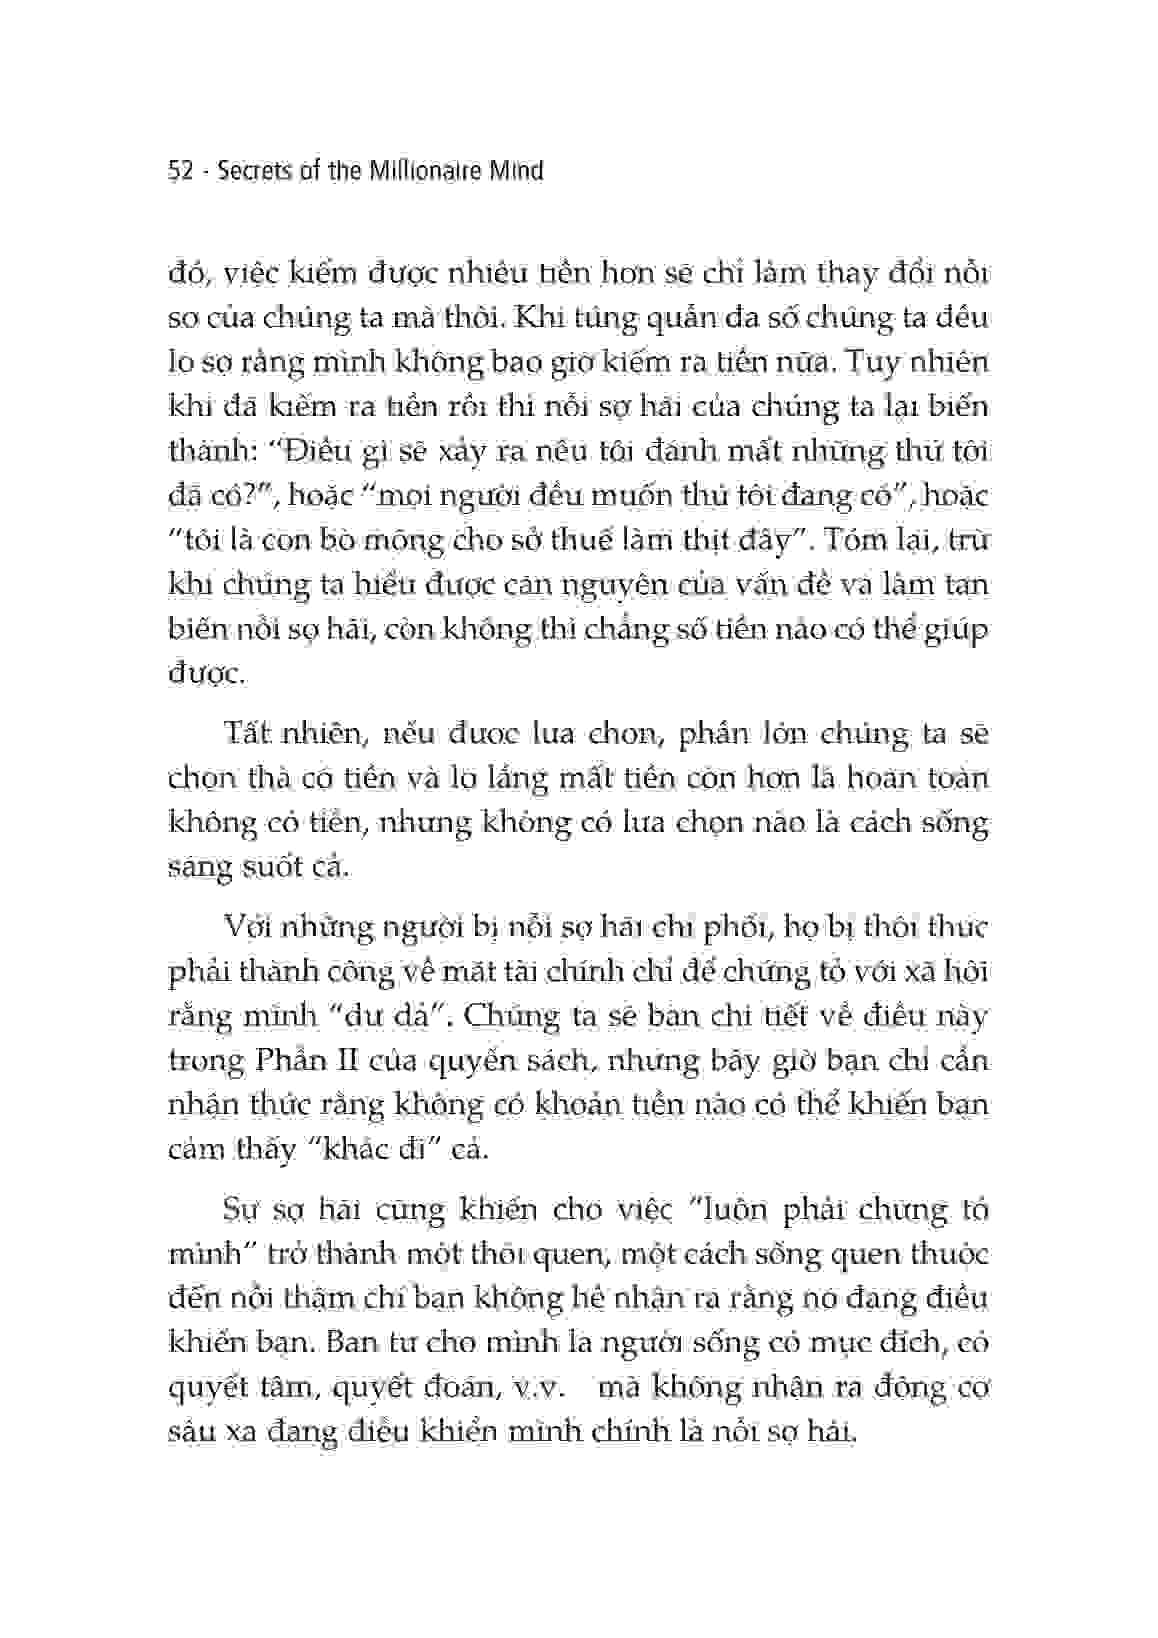 52 - Secrets of the Millionaire Mind
đó, việc kiếm được nhiều tiền hơn sẽ chỉ làm thay đổi nỗi
sợ của chúng ta mà thôi. Khi túng quẫn đa số chúng ta đều
lo sợ rằng mình không bao giờ kiếm ra tiền nữa. Tuy nhiên
khi đã kiếm ra tiền rồi thì nỗi sợ hãi của chúng ta lại biến
thành: “Điều gì sẽ xảy ra nếu tôi đánh mất những thứ tôi
đã có?”, hoặc “mọi người đều muốn thứ tôi đang có”, hoặc
“tôi là con bò mộng cho sở thuế làm thịt đây”. Tóm lại, trừ
khi chúng ta hiểu được căn nguyên của vấn đề và làm tan
biến nỗi sợ hãi, còn không thì chẳng số tiền nào có thể giúp
được.
Tất nhiên, nếu được lựa chọn, phần lớn chúng ta sẽ
chọn thà có tiền và lo lắng mất tiền còn hơn là hoàn toàn
không có tiền, nhưng không có lựa chọn nào là cách sống
sáng suốt cả.
Với những người bị nỗi sợ hãi chi phối, họ bị thôi thúc
phải thành công về mặt tài chính chỉ để chứng tỏ với xã hội
rằng mình “dư dả”. Chúng ta sẽ bàn chi tiết về điều này
trong Phần II của quyển sách, nhưng bây giờ bạn chỉ cần
nhận thức rằng không có khoản tiền nào có thể khiến bạn
cảm thấy “khác đi” cả.
Sự sợ hãi cũng khiến cho việc “luôn phải chứng tỏ
mình” trở thành một thói quen, một cách sống quen thuộc
đến nỗi thậm chí bạn không hề nhận ra rằng nó đang điều
khiển bạn. Bạn tự cho mình là người sống có mục đích, có
quyết tâm, quyết đoán, v.v. mà không nhận ra động cơ
sâu xa đang điều khiển mình chính là nỗi sợ hãi.